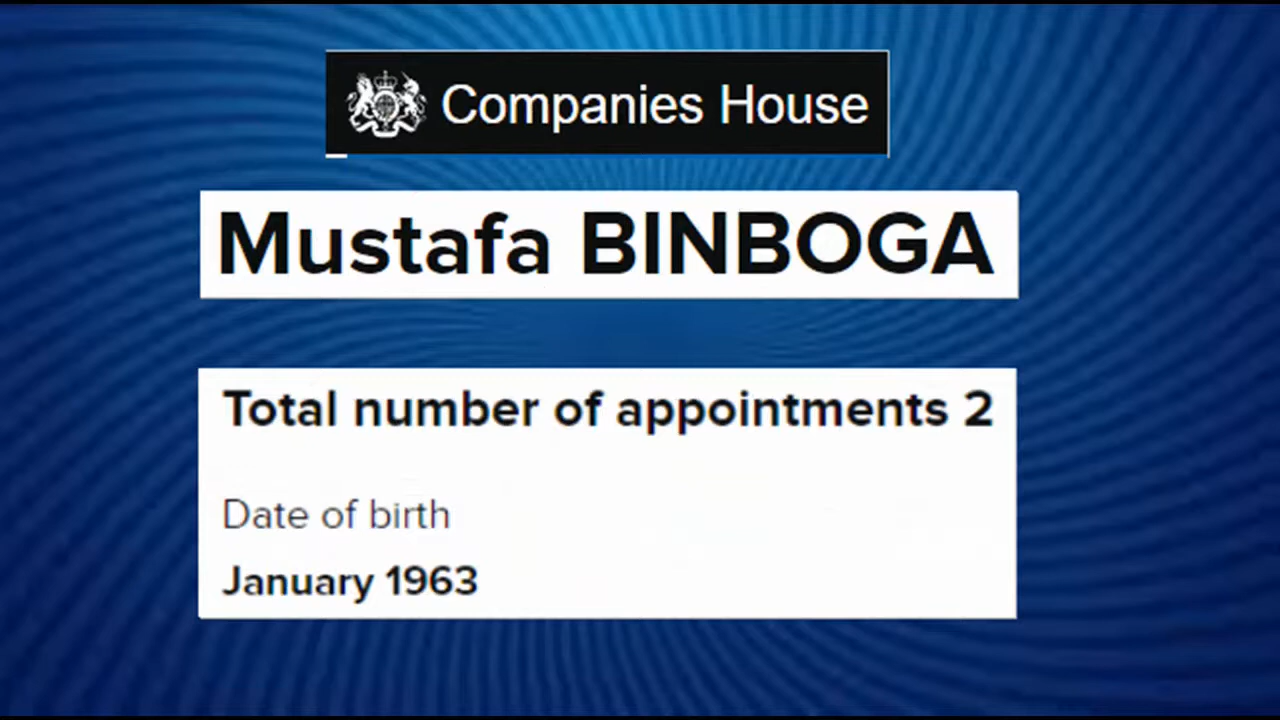 Companies House
Mustafa BINBOGA
Total number of appointments 2
Date of birth
January 1963